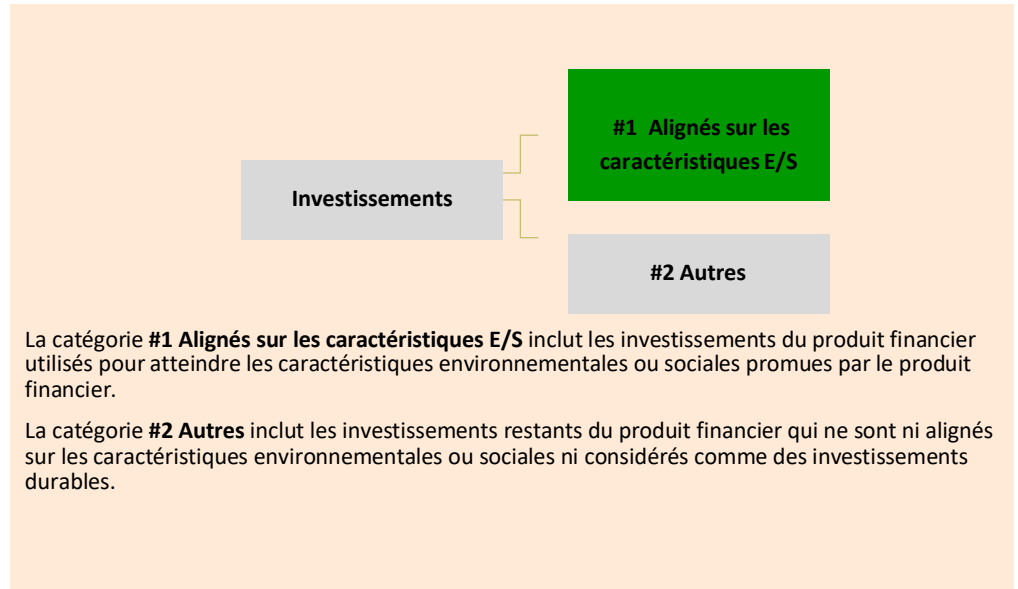 #1 Alignés sur les
caractéristiques E/S
Investissements
#2 Autres
La catégorie #1 Alignés sur les caractéristiques E/S inclut les investissements du produit financier
utilisés pour atteindre les caractéristiques environnementales ou sociales promues par le produit
financier.
La catégorie #2 Autres inclut les investissements restants du produit financier qui ne sont ni alignés
sur les caractéristiques environnementales ou sociales ni considérés comme des investissements
durables.